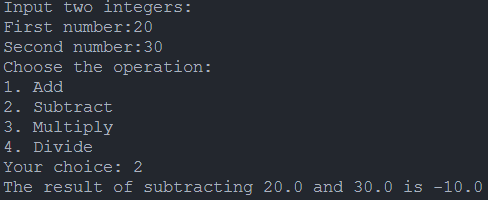 Input two integers:
First number:20
Second number:30
Choose the operation:
1. Add
2. Subtract
3. Multiply
4. Divide
Your choice: 2
The result of subtracting 20.0 and 30.0 is -10.0